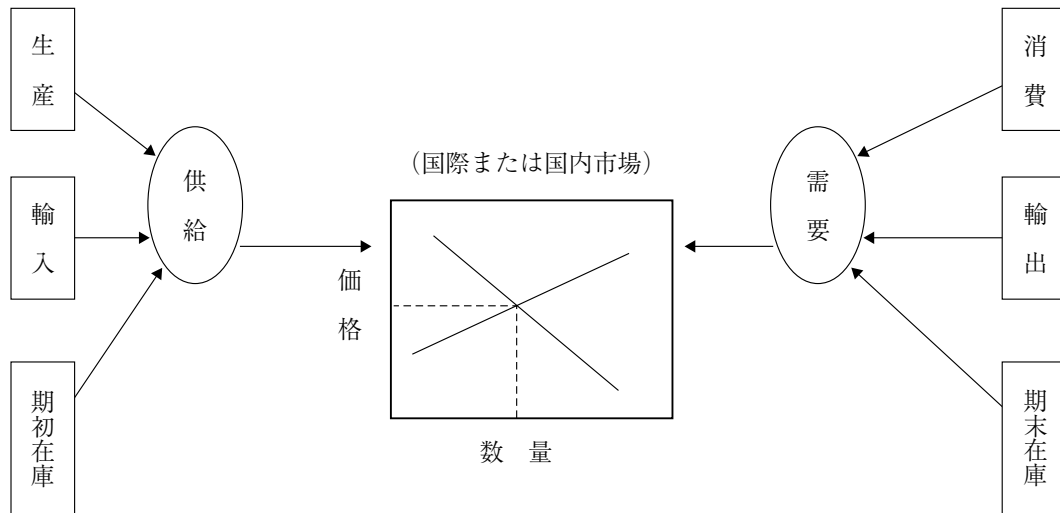 生産
輸入
期初在庫
供給
（国際または国内市場）
価格
数　量
需要
消費
輸出
期末在庫